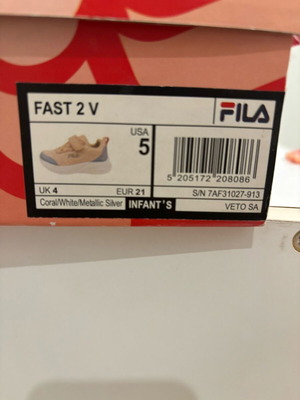 FAST 2 V
FILA
USA
5
5 205172 208086
UK 4
EUR 21
S/N 7AF31027-913
Coral/White/Metallic Silver
INFANT'S
VETO SA